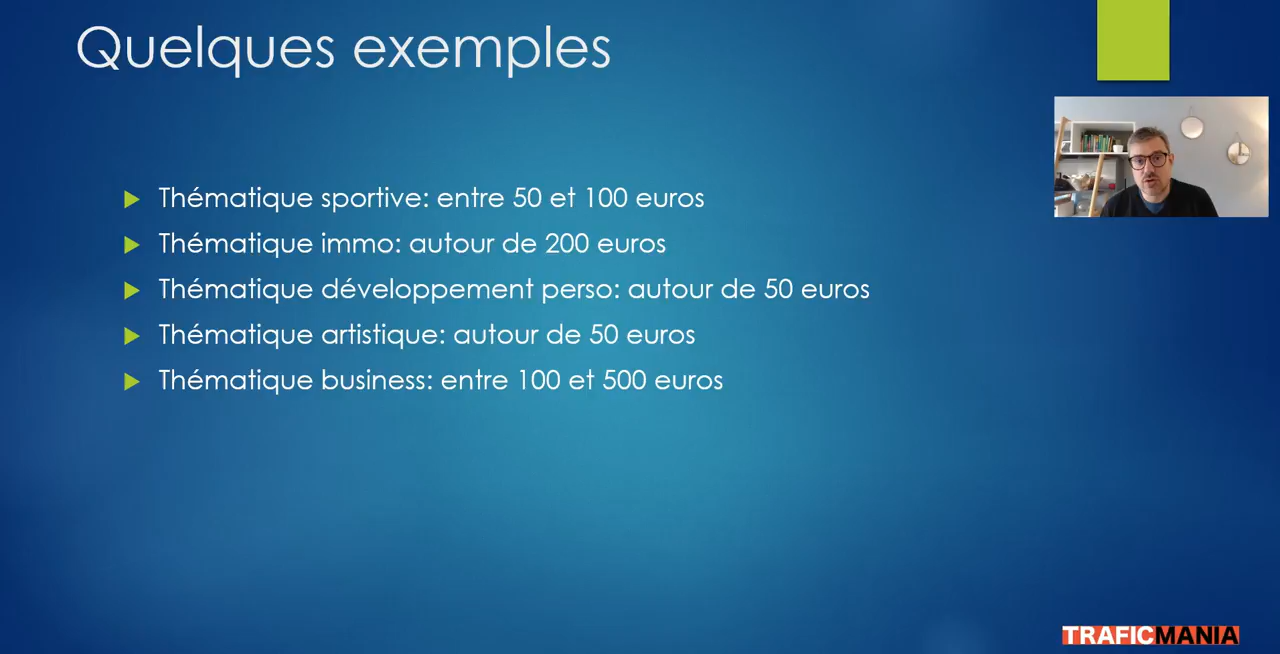 Quelques exemples
Thématique sportive: entre 50 et 100 euros
Thématique immo: autour de 200 euros
Thématique développement perso: autour de 50 euros
Thématique artistique: autour de 50 euros
Thématique business: entre 100 et 500 euros
TRAFICMANIA